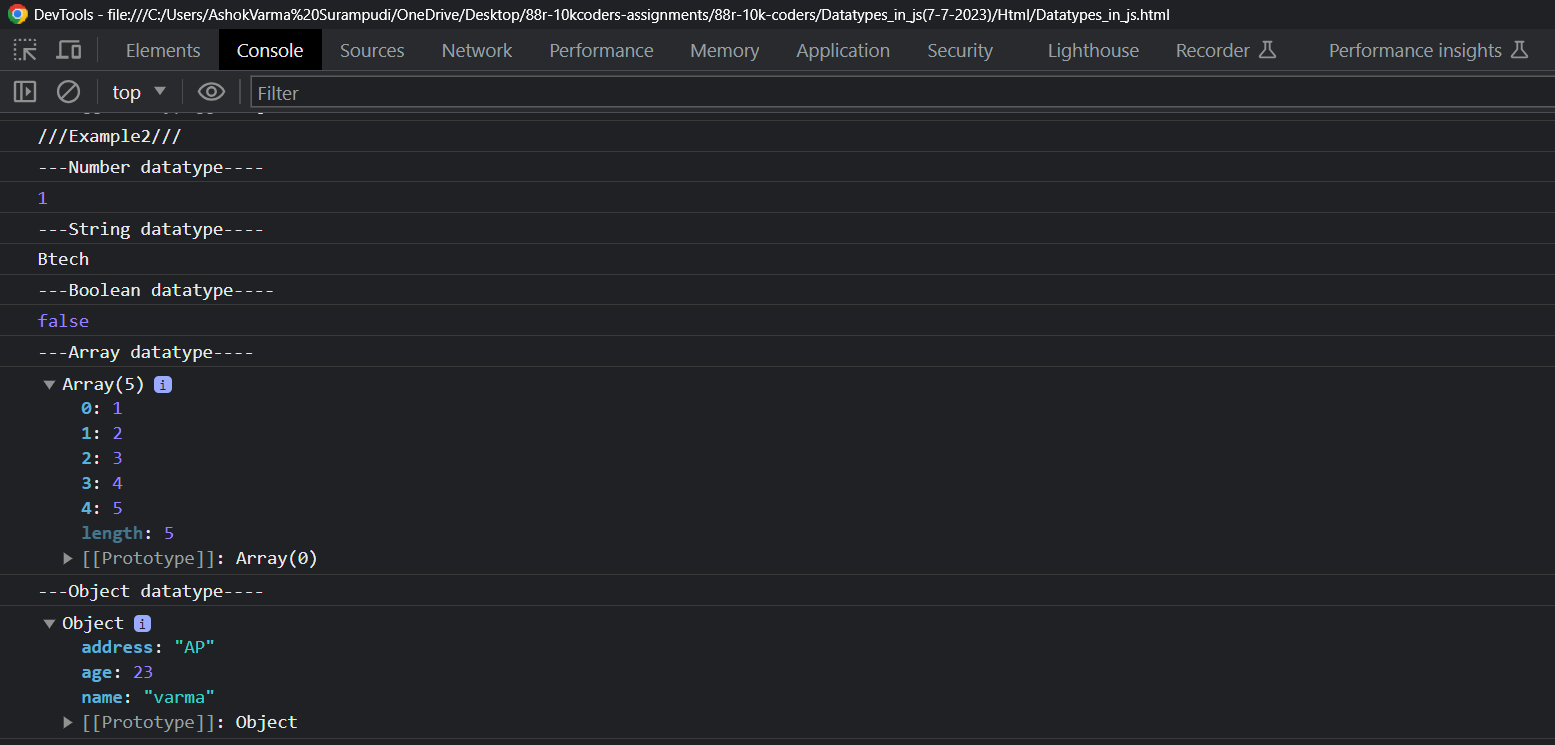 DevTools - file:///C:/Users/AshokVarma%20Surampudi/OneDrive/Desktop/88r-10kcoders-assignments/88r-10k-coders/Datatypes_in_js(7-7-2023)/Html/Datatypes_in_js.html
Elements Console Sources Network Performance Memory Application Security Lighthouse Recorder Performance insights
top Filter
///Example2///
---Number datatype----
1
---String datatype----
Btech
---Boolean datatype----
false
---Array datatype----
Array(5) i
0: 1
1: 2
2: 3
3: 4
4: 5
length: 5
[[Prototype]]: Array(0)
---Object datatype----
Object i
address: "AP"
age: 23
name: "varma"
[[Prototype]]: Object